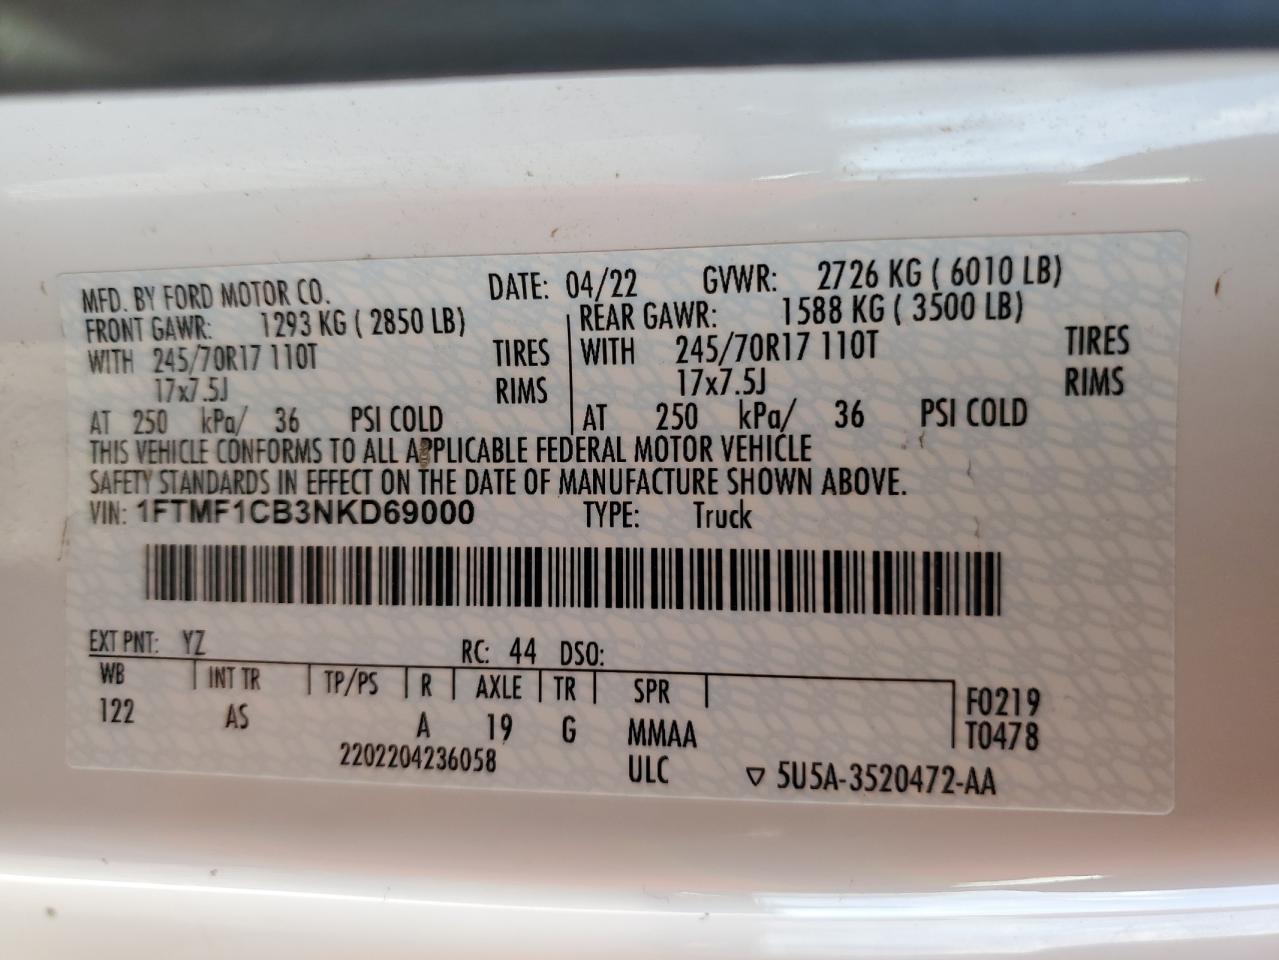 MFD. BY FORD MOTOR CO. DATE: 04/22 GVWR: 2726 KG ( 6010 LB)
FRONT GAWR: 1293 KG ( 2850 LB) REAR GAWR: 1588 KG ( 3500 LB)
WITH 245/70R17 110T TIRES WITH 245/70R17 110T TIRES
17x7.5J RIMS 17x7.5J RIMS
AT 250 kPa/ 36 PSI COLD AT 250 kPa/ 36 PSI COLD
THIS VEHICLE CONFORMS TO ALL APPLICABLE FEDERAL MOTOR VEHICLE
SAFETY STANDARDS IN EFFECT ON THE DATE OF MANUFACTURE SHOWN ABOVE.
VIN: 1FTMF1CB3NKD69000 TYPE: Truck
EXT PNT: YZ RC: 44 DSO:
WB INT TR TP/PS R AXLE TR SPR F0219
122 AS A 19 G MMAA T0478
2202204236058 ULC ▽ 5U5A-3520472-AA